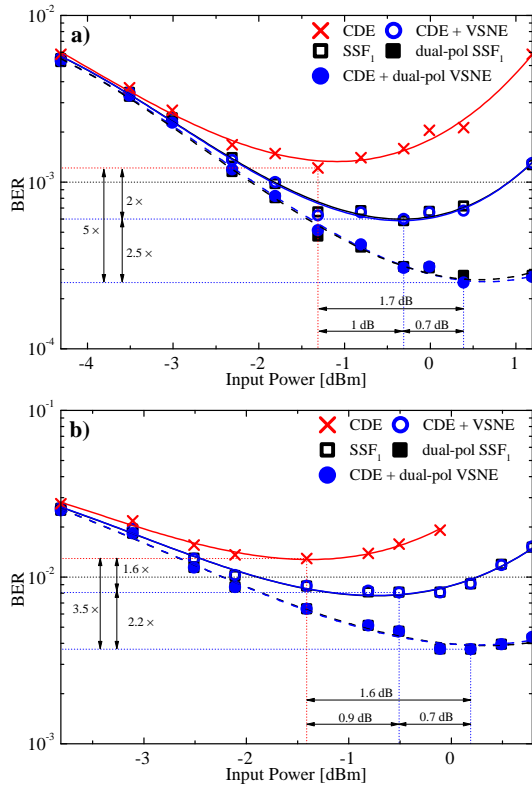 10⁻²
a)
CDE
CDE + VSNE
SSF₁
dual-pol SSF₁
CDE + dual-pol VSNE
BER
10⁻³
2×
5×
2.5×
1.7 dB
1 dB
0.7 dB
10⁻⁴
-4 -3 -2 -1 0 1
Input Power [dBm]
10⁻¹
b)
CDE
CDE + VSNE
SSF₁
dual-pol SSF₁
CDE + dual-pol VSNE
BER
10⁻²
1.6×
3.5×
2.2×
1.6 dB
0.9 dB
0.7 dB
10⁻³
-3 -2 -1 0
Input Power [dBm]